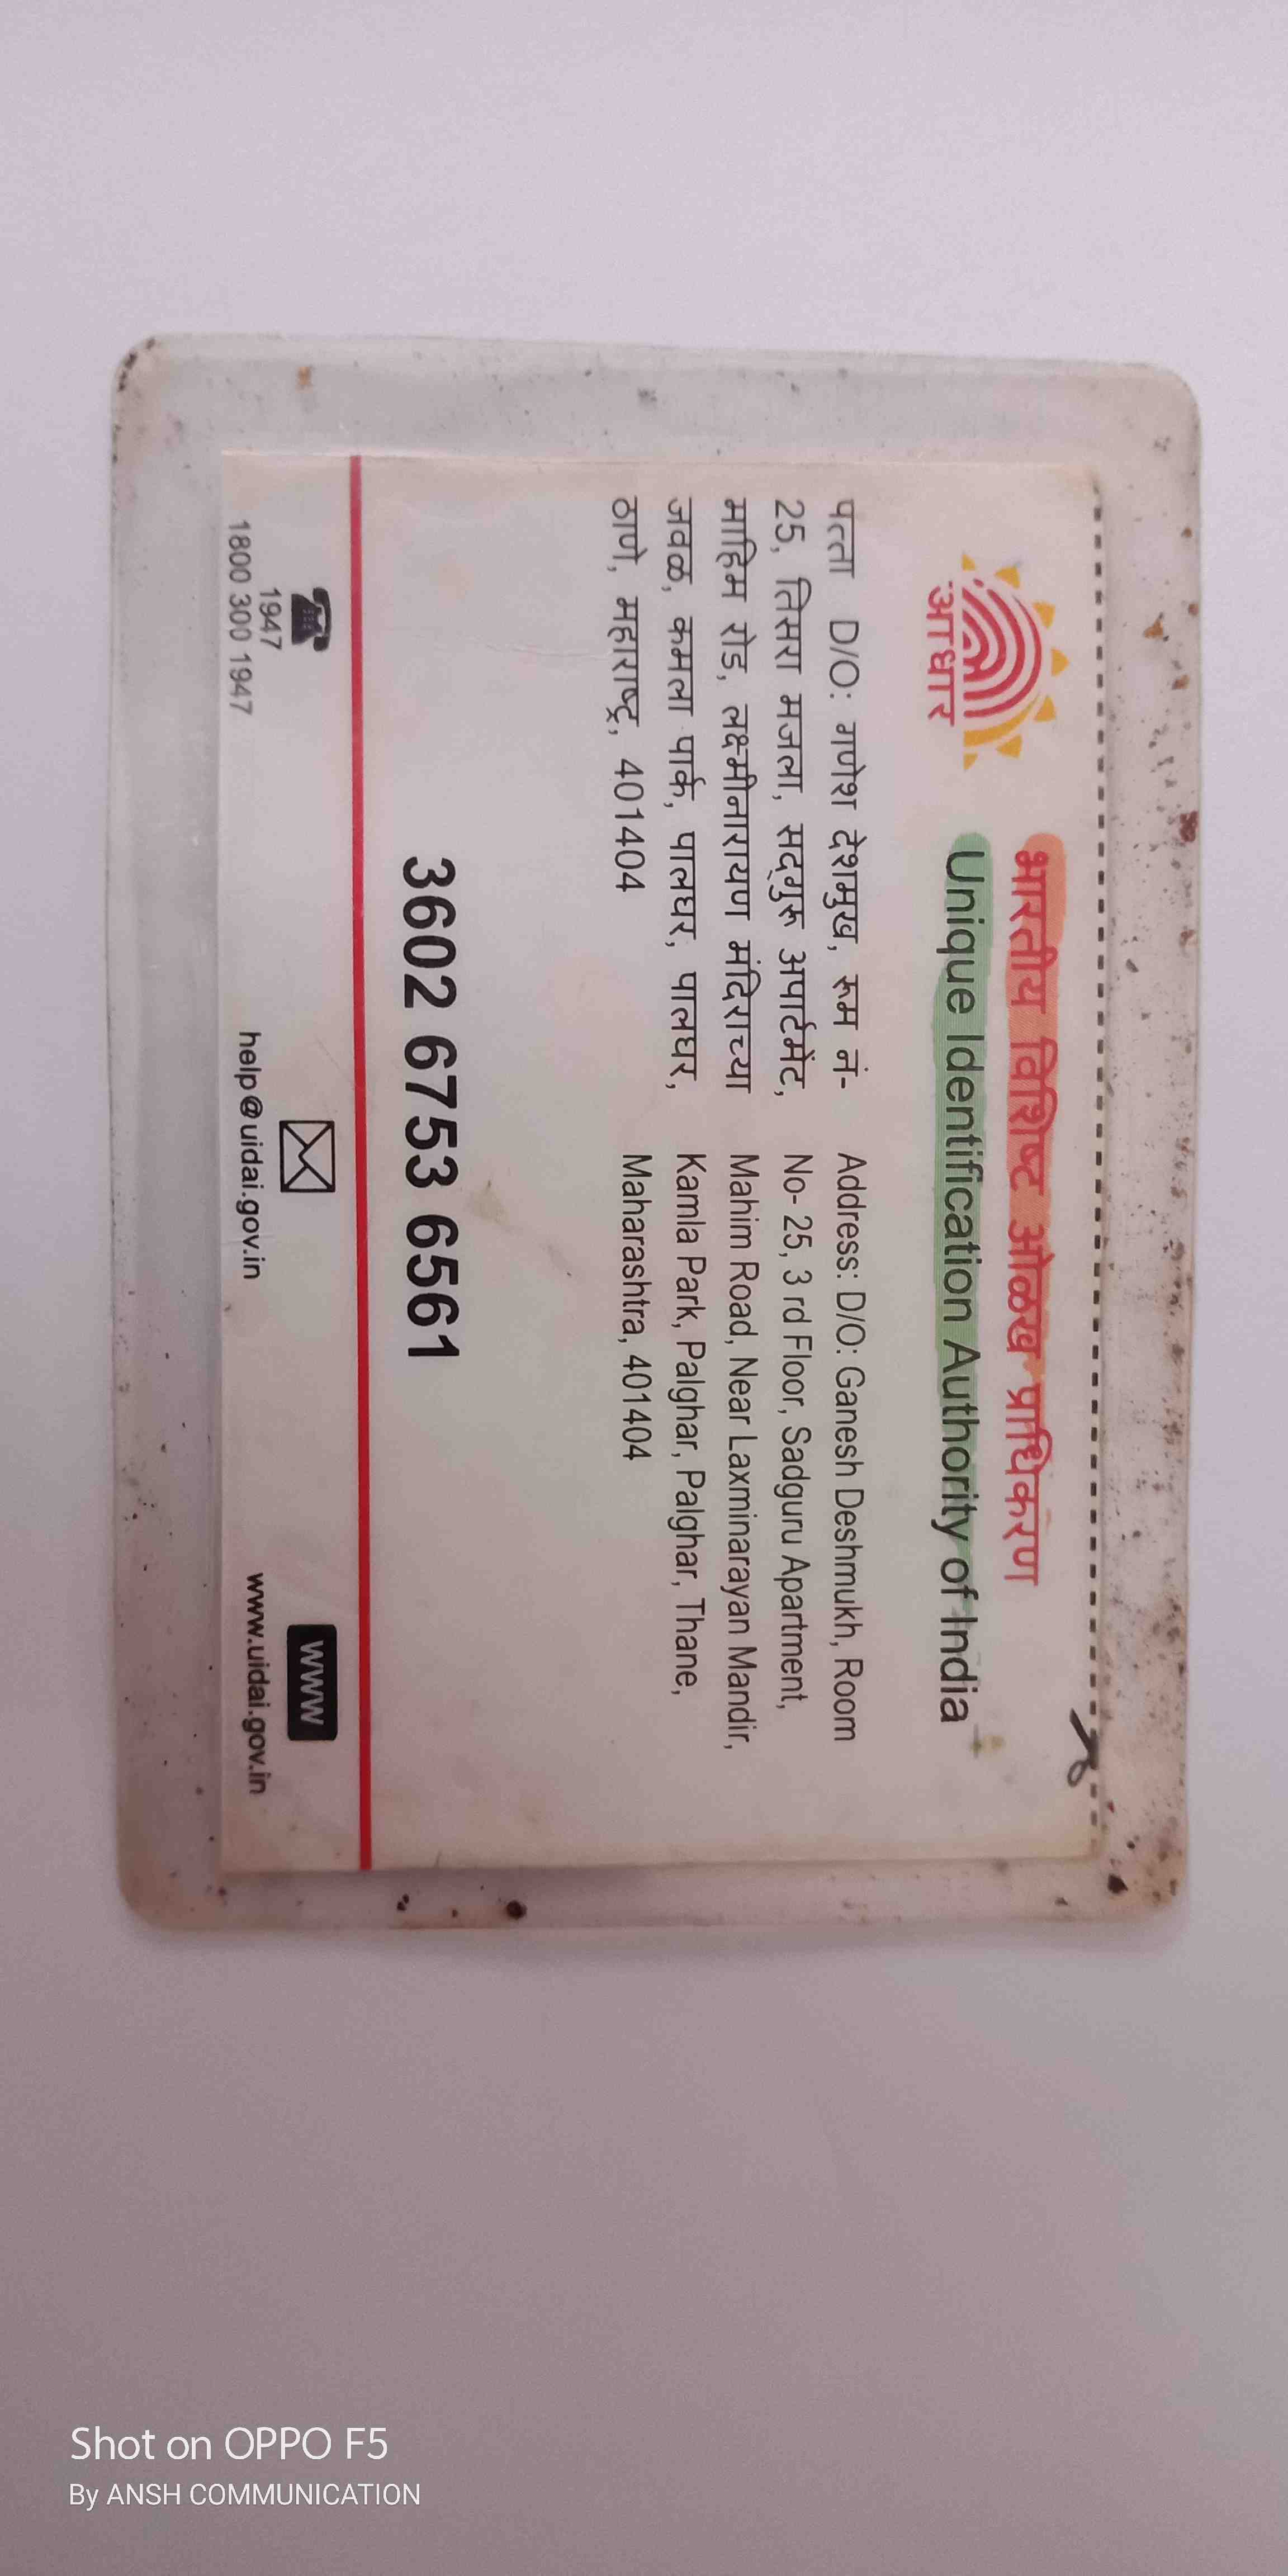 भारतीय विशिष्ट ओळख प्राधिकरण
Unique Identification Authority of India
आधार
पत्ता D/O: गणेश देशमुख, रूम नं-
25, तिसरा मजला, सदगुरू अपार्टमेंट,
माहिम रोड, लक्ष्मीनारायण मंदिराच्या
जवळ, कमला पार्क, पालघर, पालघर,
ठाणे, महाराष्ट्र, 401404
Address: D/O: Ganesh Deshmukh, Room
No- 25, 3 rd Floor, Sadguru Apartment,
Mahim Road, Near Laxminarayan Mandir,
Kamla Park, Palghar, Palghar, Thane,
Maharashtra, 401404
3602 6753 6561
1947
1800 300 1947
help@uidai.gov.in
WWW
www.uidai.gov.in
Shot on OPPO F5
By ANSH COMMUNICATION